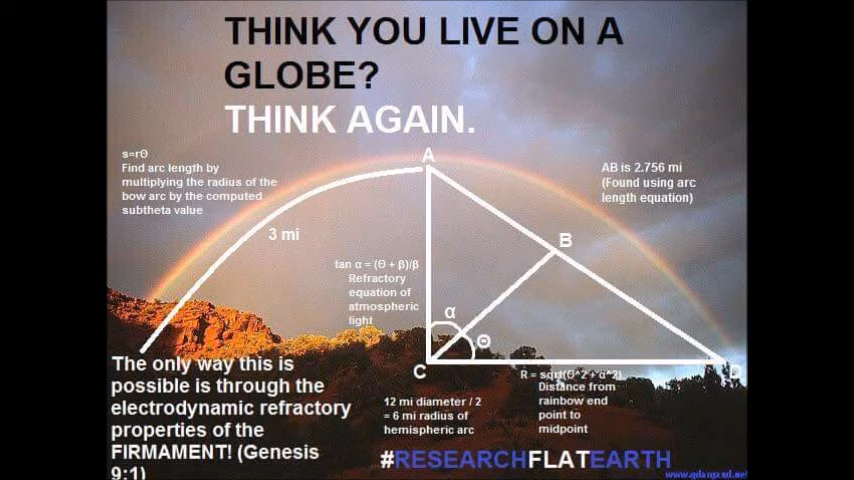 THINK YOU LIVE ON A
GLOBE?
THINK AGAIN.
s=rΘ
Find arc length by
multiplying the radius of the
bow arc by the computed
subtheta value
A
AB is 2.756 mi
(Found using arc
length equation)
3 mi
B
tan α = (Θ + β)/β
Refractory
equation of
atmospheric
light
α
Θ
C
D
The only way this is
possible is through the
electrodynamic refractory
properties of the
FIRMAMENT! (Genesis
9:1)
12 mi diameter / 2
= 6 mi radius of
hemispheric arc
R = sqrt(Θ^2 + α^2)
Distance from
rainbow end
point to
midpoint
#RESEARCHFLATEARTH